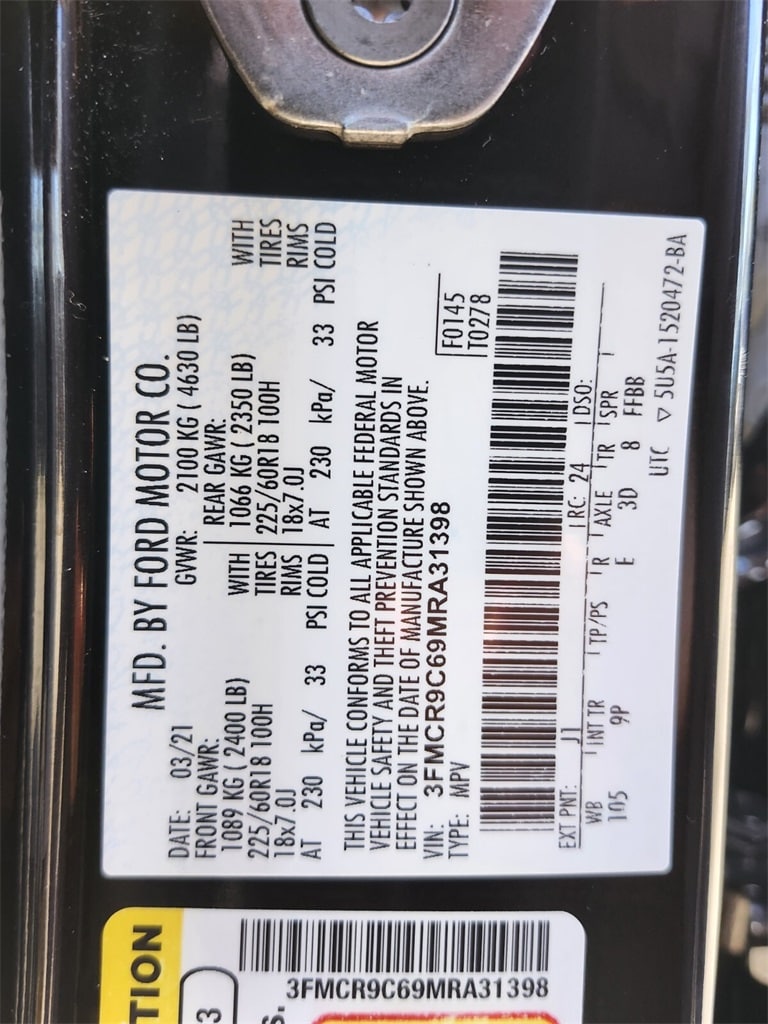 MFD. BY FORD MOTOR CO.
DATE: 03/21 GVWR: 2100 KG ( 4630 LB)
FRONT GAWR: REAR GAWR:
1089 KG ( 2400 LB) WITH 1066 KG ( 2350 LB) WITH
225/60R18 100H TIRES 225/60R18 100H TIRES
18x7.0J RIMS 18x7.0J RIMS
AT 230 kPa/ 33 PSI COLD AT 230 kPa/ 33 PSI COLD
THIS VEHICLE CONFORMS TO ALL APPLICABLE FEDERAL MOTOR
VEHICLE SAFETY AND THEFT PREVENTION STANDARDS IN
EFFECT ON THE DATE OF MANUFACTURE SHOWN ABOVE.
VIN: 3FMCR9C69MRA31398 F0145
TYPE: MPV T0278
EXT PNT: J1 RC: 24 DSO:
WB INT TR TP/PS R AXLE TR SPR
105 9P E 3D 8 FFBB
UTC ▽ 5U5A-1520472-BA
TION
3
S.
3FMCR9C69MRA31398